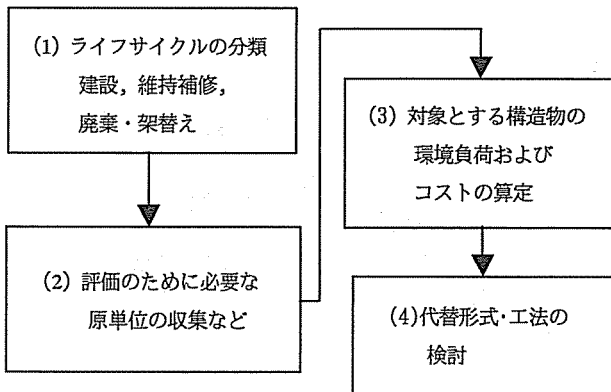 (1) ライフサイクルの分類
建設，維持補修，
廃棄・架替え
(2) 評価のために必要な
原単位の収集など
(3) 対象とする構造物の
環境負荷および
コストの算定
(4)代替形式・工法の
検討